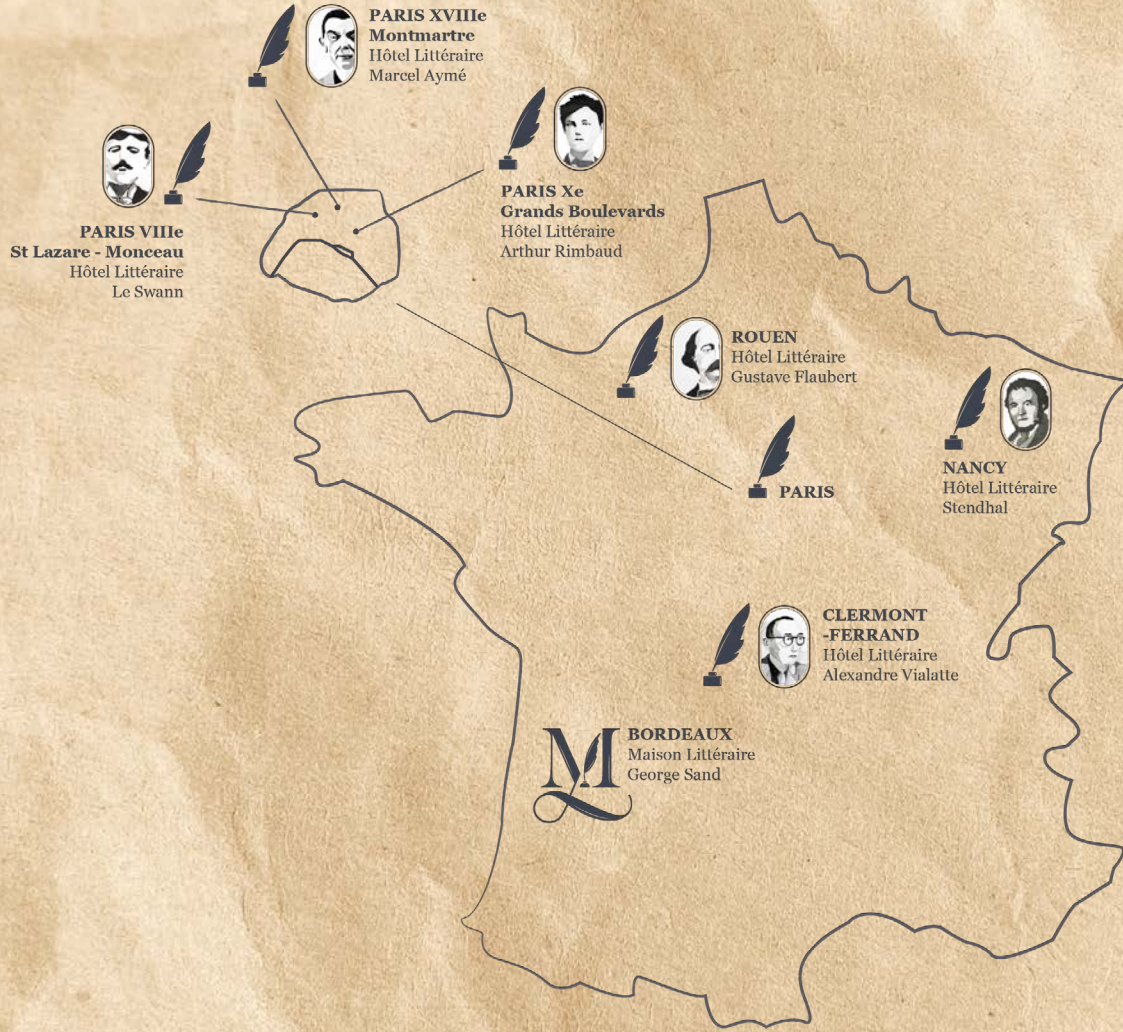 PARIS XVIIIe
Montmartre
Hôtel Littéraire
Marcel Aymé
PARIS VIIIe
St Lazare - Monceau
Hôtel Littéraire
Le Swann
PARIS Xe
Grands Boulevards
Hôtel Littéraire
Arthur Rimbaud
ROUEN
Hôtel Littéraire
Gustave Flaubert
NANCY
Hôtel Littéraire
Stendhal
PARIS
CLERMONT
-FERRAND
Hôtel Littéraire
Alexandre Vialatte
ML
BORDEAUX
Maison Littéraire
George Sand